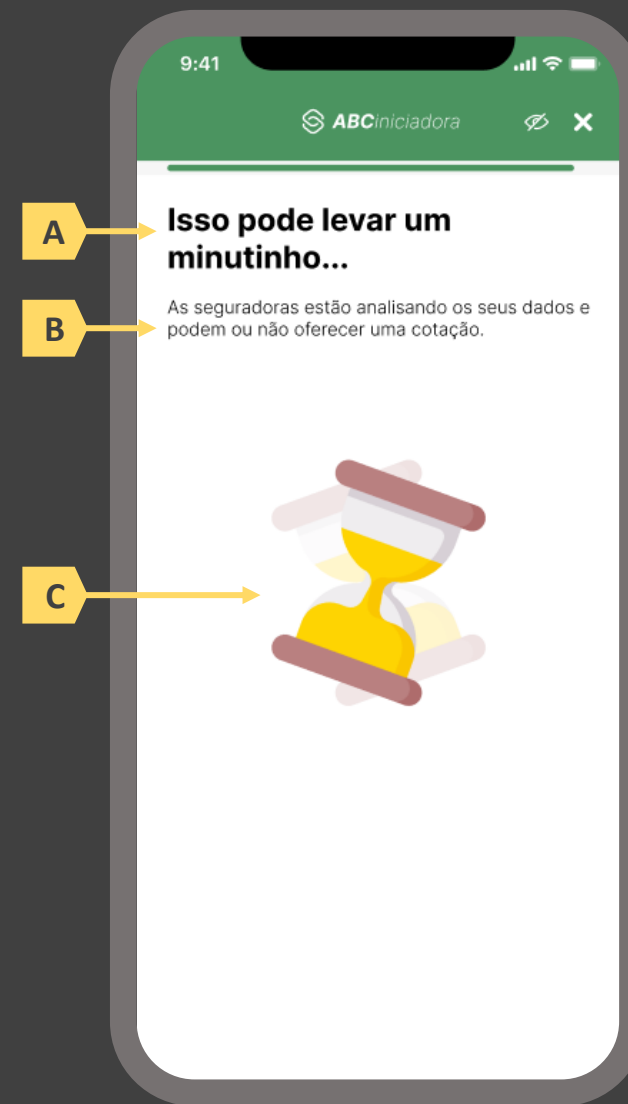 9:41
ABCiniciadora
A
Isso pode levar um
minutinho...
B
As seguradoras estão analisando os seus dados e
podem ou não oferecer uma cotação.
C